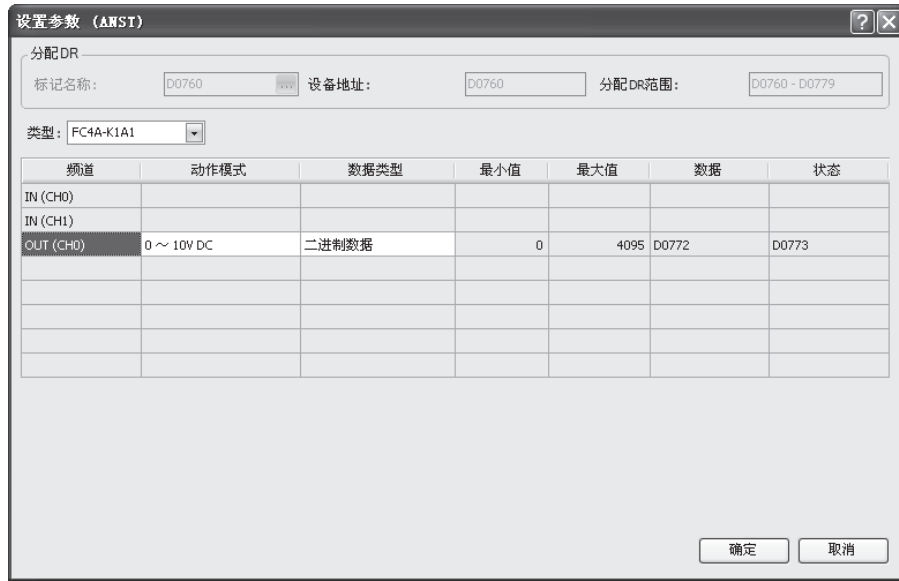 设置参数 (ANST)
分配DR
标记名称: D0760 ... 设备地址: D0760 分配DR范围: D0760 - D0779
类型: FC4A-K1A1
频道 动作模式 数据类型 最小值 最大值 数据 状态
IN (CH0)
IN (CH1)
OUT (CH0) 0 ～ 10V DC 二进制数据 0 4095 D0772 D0773
确定 取消